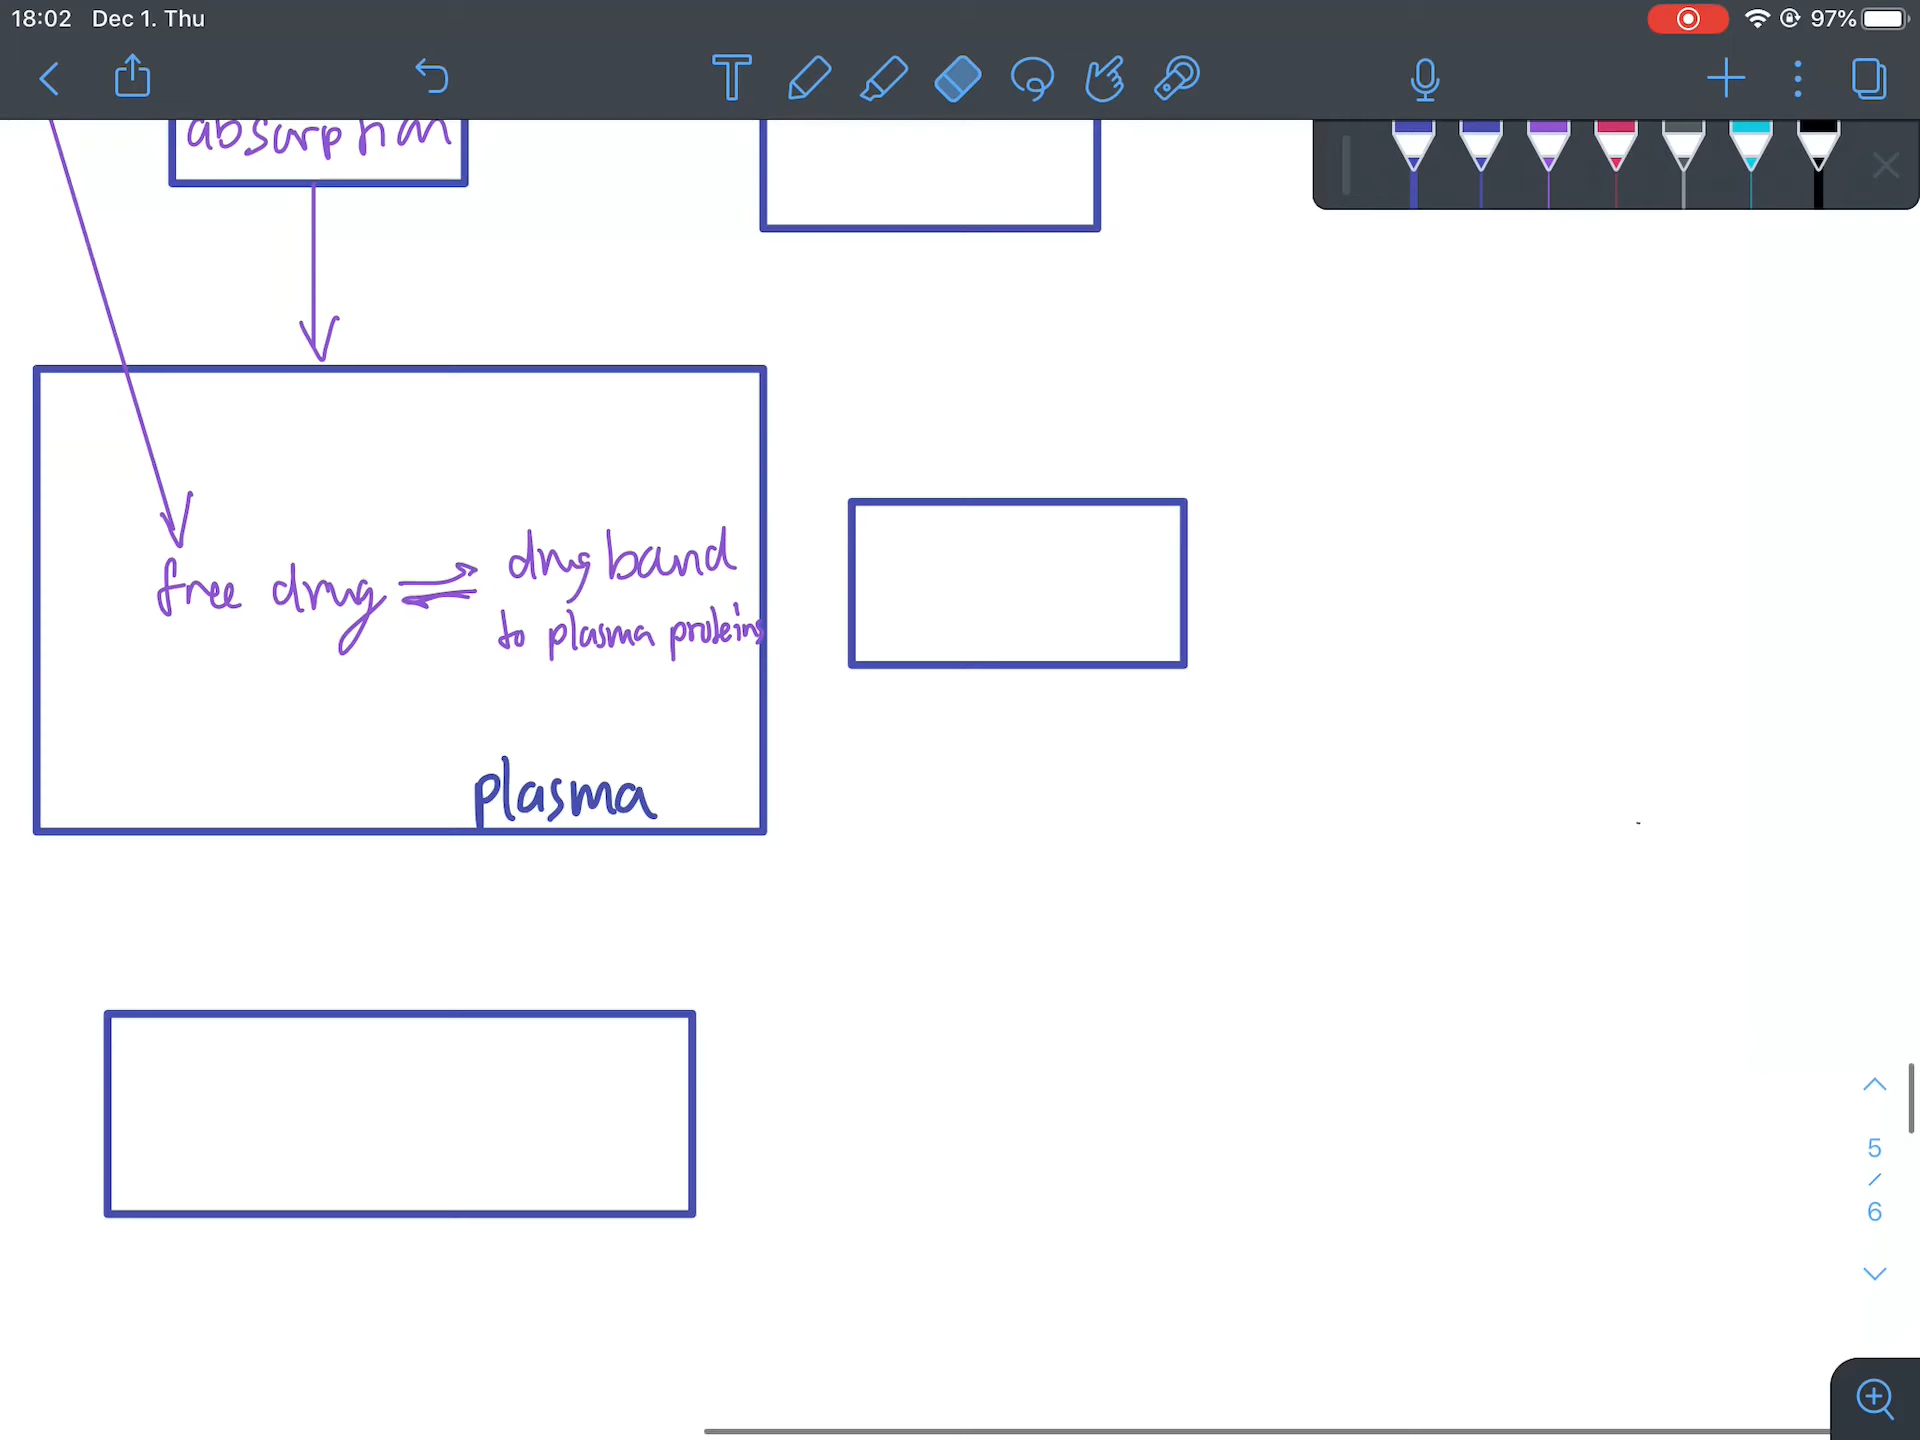 18:02 Dec 1. Thu
97%
absorption
free drug
drug bound
to plasma proteins
plasma
5
/
6